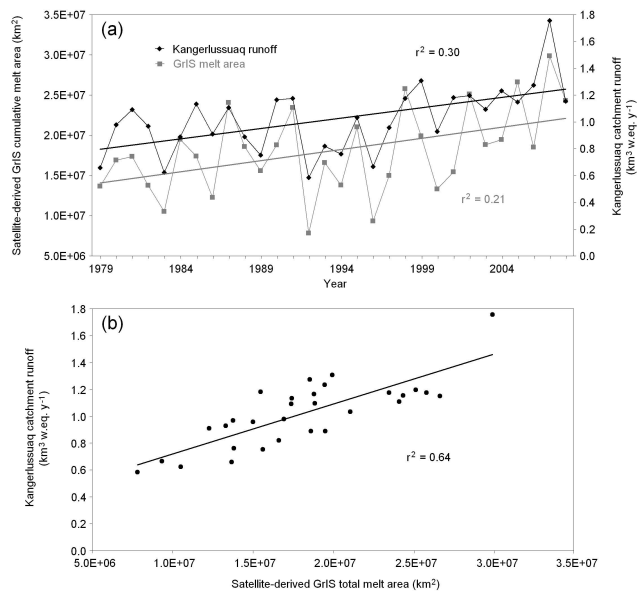 (a)
Kangerlussuaq runoff
GrIS melt area
r² = 0.30
r² = 0.21
Satellite-derived GrIS cumulative melt area (km²)
3.5E+07
3.0E+07
2.5E+07
2.0E+07
1.5E+07
1.0E+07
5.0E+06
1.8
1.6
1.4
1.2
1.0
0.8
0.6
0.4
0.2
0.0
Kangerlussuaq catchment runoff
(km³ w.eq. y⁻¹)
1979 1984 1989 1994 1999 2004
Year
(b)
Kangerlussuaq catchment runoff
(km³ w.eq. y⁻¹)
1.8
1.6
1.4
1.2
1.0
0.8
0.6
0.4
0.2
0.0
r² = 0.64
5.0E+06 1.0E+07 1.5E+07 2.0E+07 2.5E+07 3.0E+07 3.5E+07
Satellite-derived GrIS total melt area (km²)